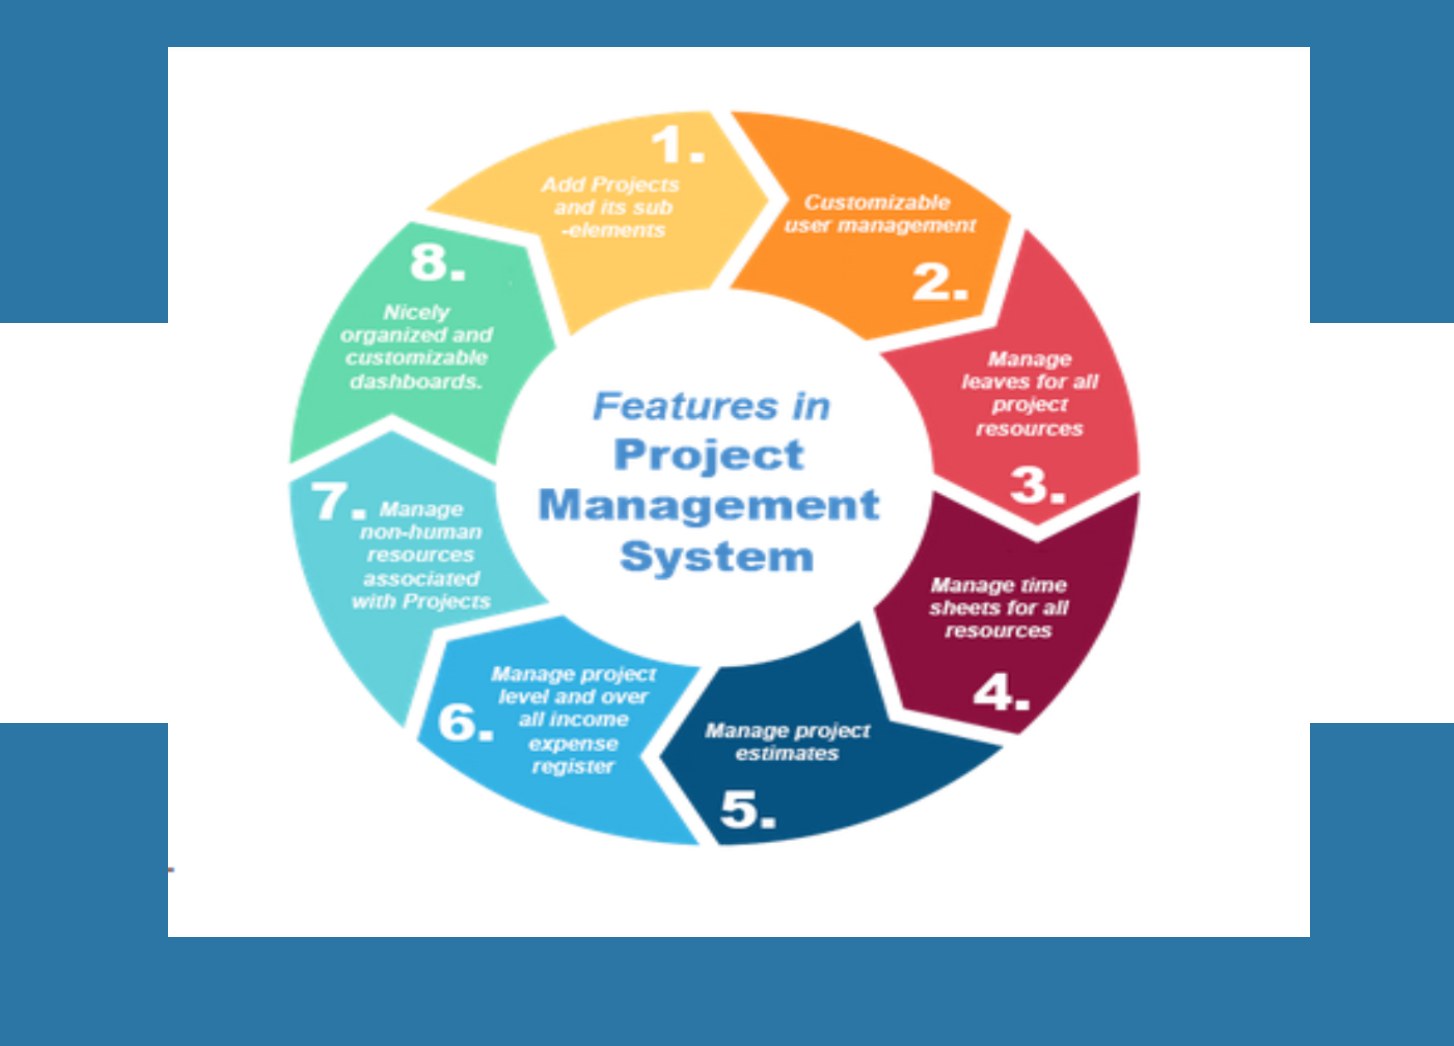 Features in
Project
Management
System
1.
Add Projects
and its sub
-elements
Customizable
user management
2.
Manage
leaves for all
project
resources
3.
Manage time
sheets for all
resources
4.
Manage project
estimates
5.
6.
Manage project
level and over
all income
expense
register
7.
Manage
non-human
resources
associated
with Projects
8.
Nicely
organized and
customizable
dashboards.